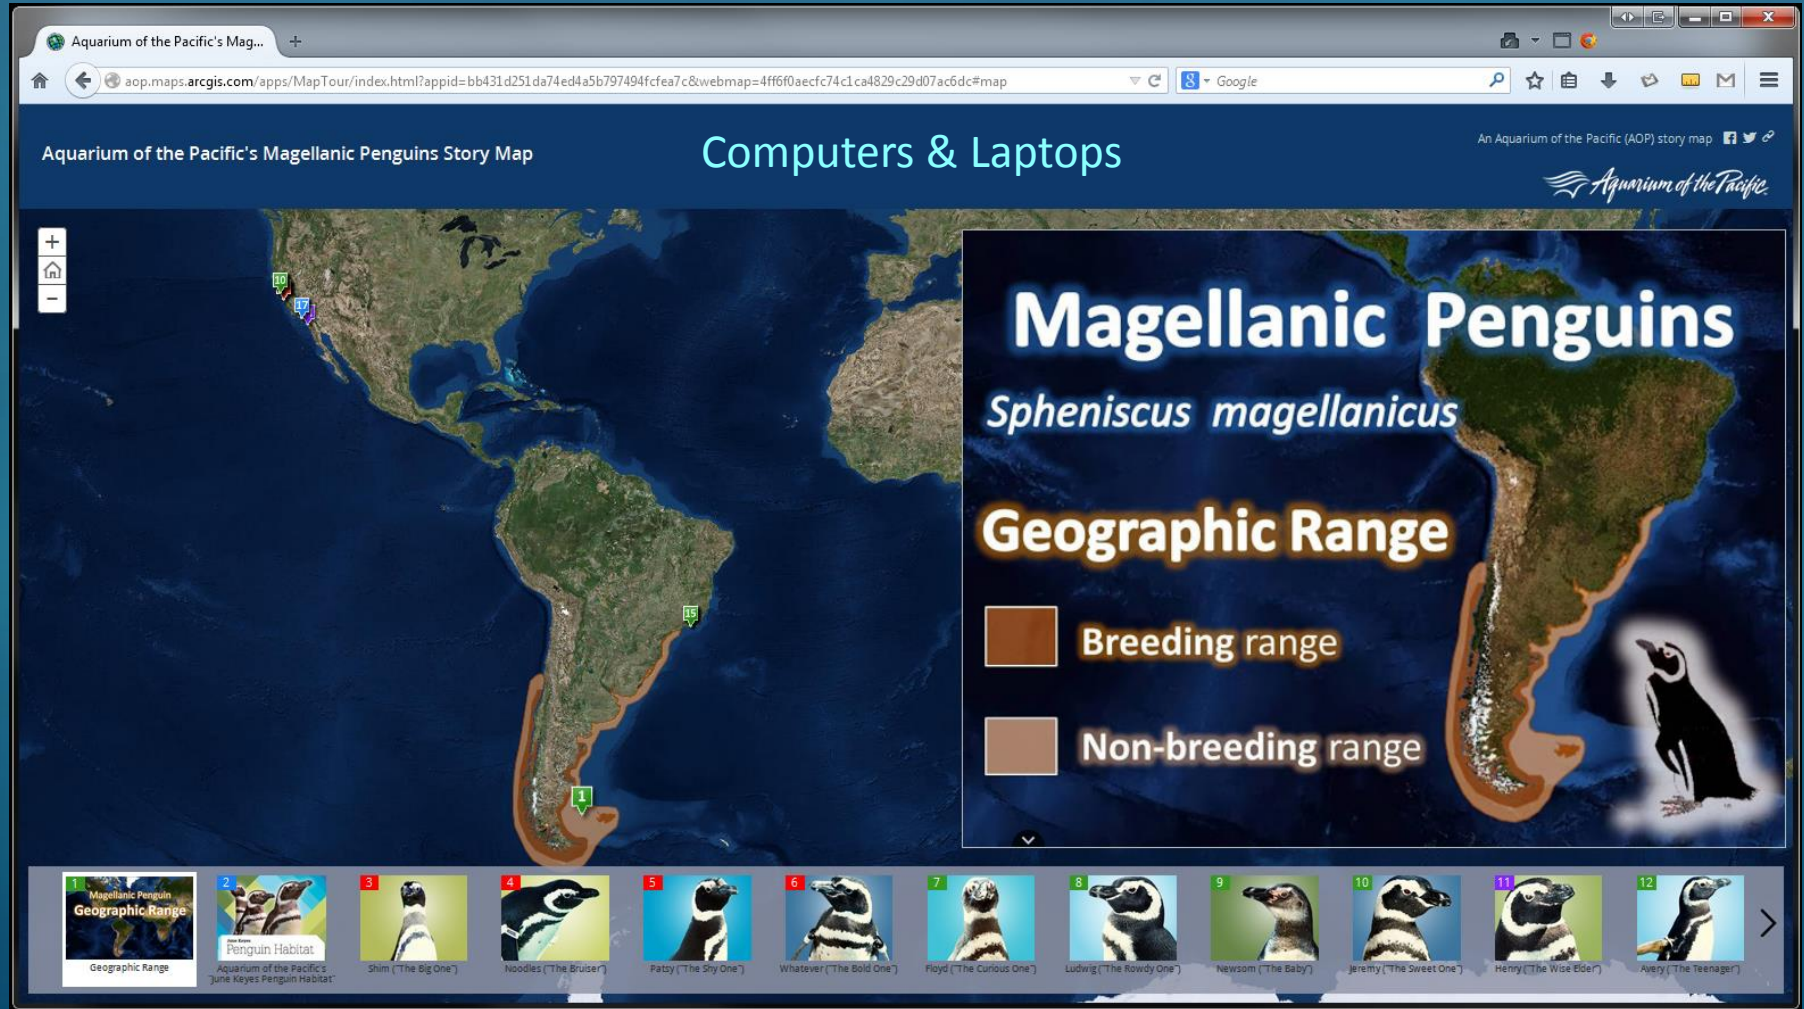 Aquarium of the Pacific's Mag...
aop.maps.arcgis.com/apps/MapTour/index.html?appid=bb431d251da74ed4a5b797494fcfea7c&webmap=4ff6f0aecfc74c1ca4829c29d07ac6dc#map
8
Google
Aquarium of the Pacific's Magellanic Penguins Story Map
Computers & Laptops
An Aquarium of the Pacific (AOP) story map
Aquarium of the Pacific
+
−
10
17
15
1
Magellanic Penguins
Spheniscus magellanicus
Geographic Range
Breeding range
Non-breeding range
1
Magellanic Penguin
Geographic Range
Geographic Range
2
June Keyes
Penguin Habitat
Aquarium of the Pacific's
"June Keyes Penguin Habitat"
3
Shim ("The Big One")
4
Noodles ("The Bruiser")
5
Patsy ("The Shy One")
6
Whatever ("The Bold One")
7
Floyd ("The Curious One")
8
Ludwig ("The Rowdy One")
9
Newsom ("The Baby")
10
Jeremy ("The Sweet One")
11
Henry ("The Wise Elder")
12
Avery ("The Teenager")